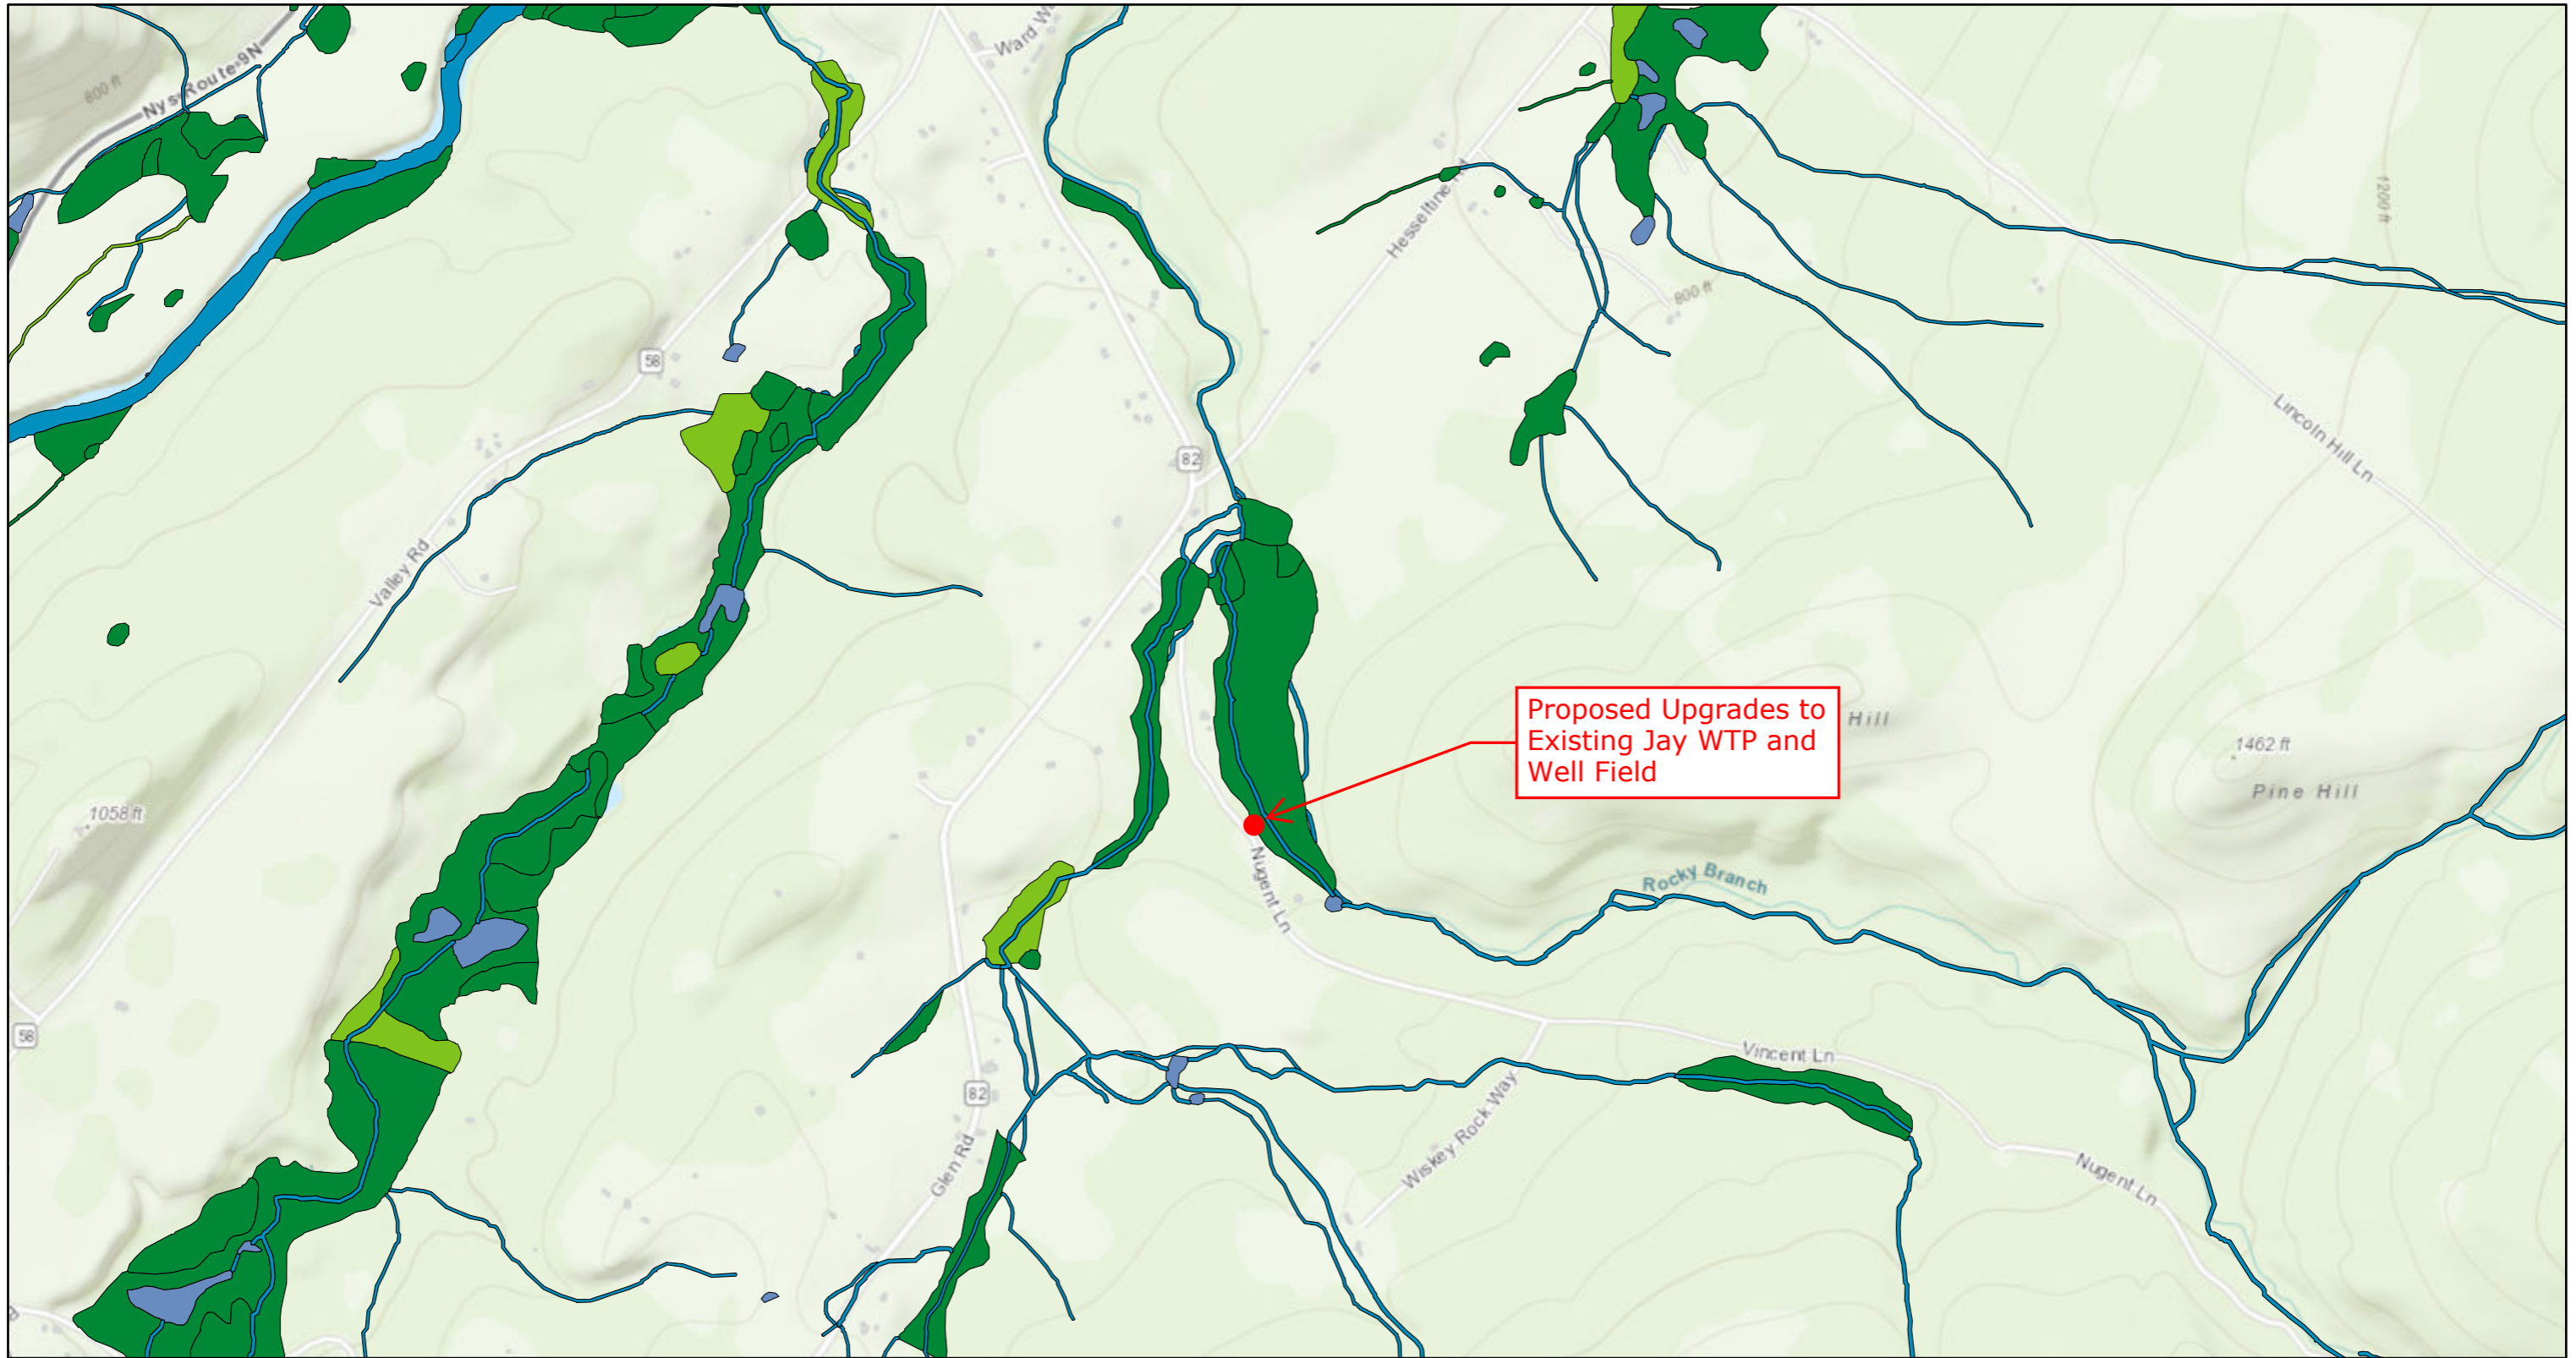 Ward Wa
800 ft
Nys Route 9N
1200 ft
Hesseltine Rd
800 ft
58
Lincoln Hill Ln
82
Valley Rd
Proposed Upgrades to
Existing Jay WTP and
Well Field
Hill
1462 ft
Pine Hill
1058 ft
Nugent Ln
Rocky Branch
58
Vincent Ln
82
Wiskey Rock Way
Glen Rd
Nugent Ln